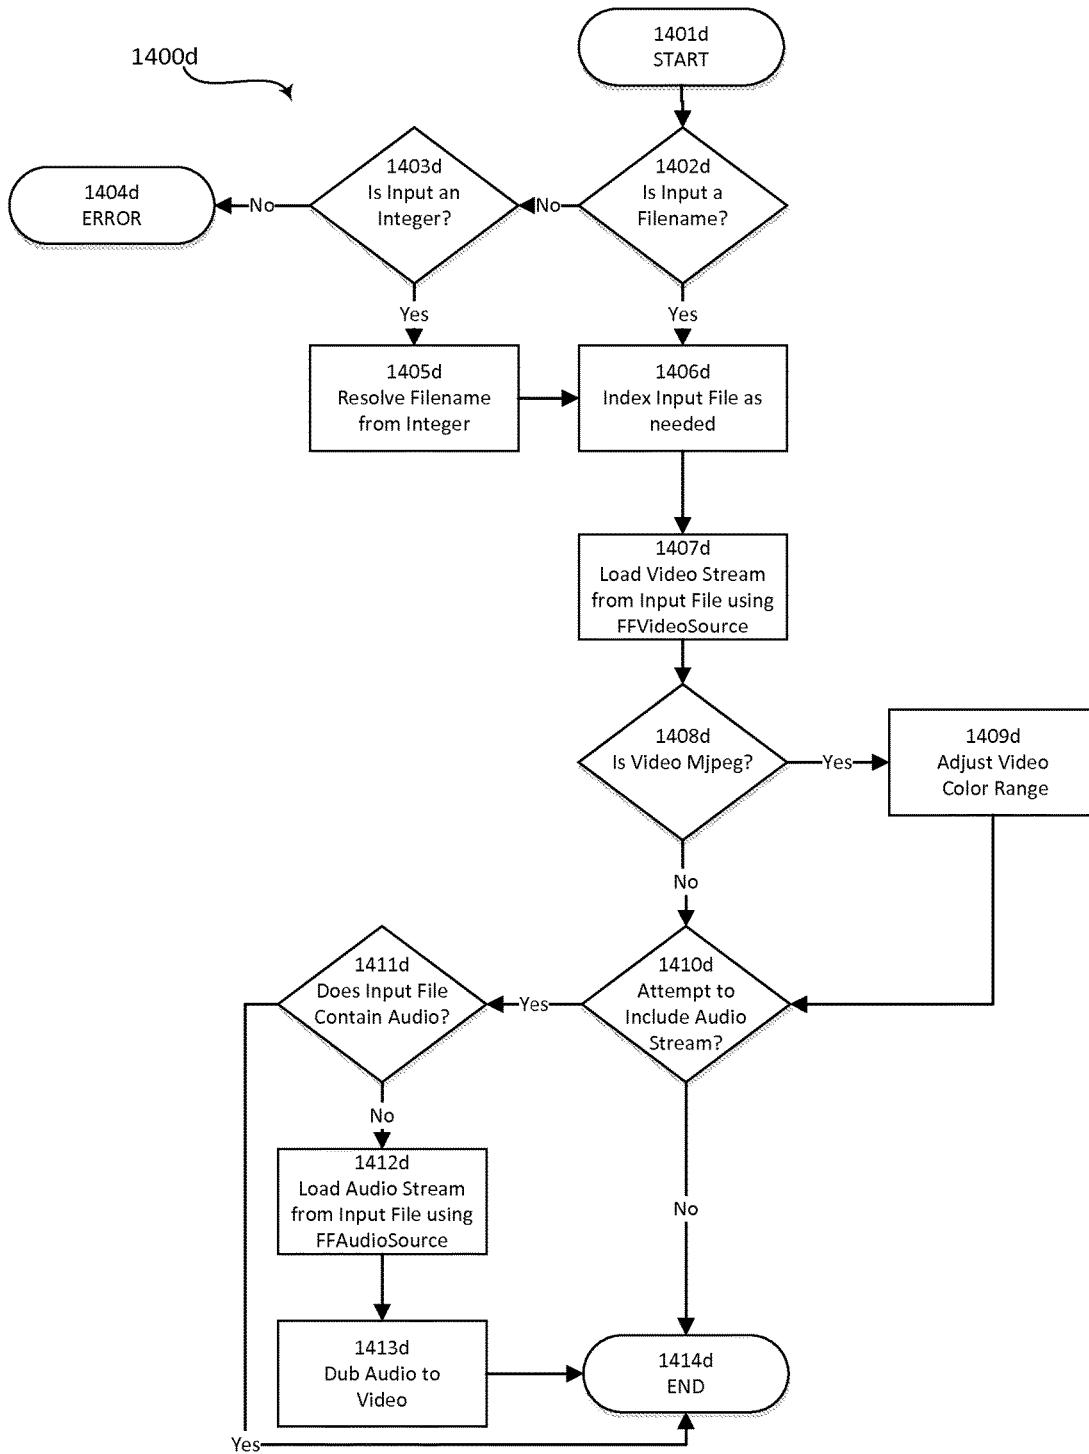 1400d
1401d
START
1402d
Is Input a
Filename?
No
1403d
Is Input an
Integer?
No
1404d
ERROR
Yes
Yes
1405d
Resolve Filename
from Integer
1406d
Index Input File as
needed
1407d
Load Video Stream
from Input File using
FFVideoSource
1408d
Is Video Mjpeg?
Yes
1409d
Adjust Video
Color Range
No
1410d
Attempt to
Include Audio
Stream?
Yes
1411d
Does Input File
Contain Audio?
No
1412d
Load Audio Stream
from Input File using
FFAudioSource
No
1413d
Dub Audio to
Video
1414d
END
Yes